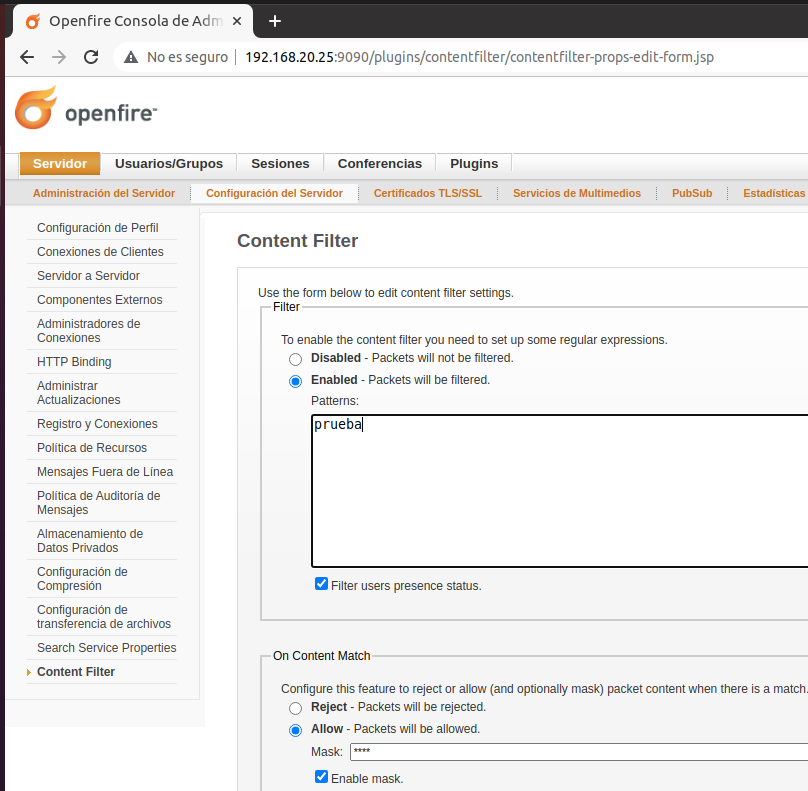 Openfire Consola de Adm
No es seguro
192.168.20.25:9090/plugins/contentfilter/contentfilter-props-edit-form.jsp
openfire™
Servidor Usuarios/Grupos Sesiones Conferencias Plugins
Administración del Servidor Configuración del Servidor Certificados TLS/SSL Servicios de Multimedios PubSub Estadísticas
Configuración de Perfil
Conexiones de Clientes
Servidor a Servidor
Componentes Externos
Administradores de
Conexiones
HTTP Binding
Administrar
Actualizaciones
Registro y Conexiones
Política de Recursos
Mensajes Fuera de Línea
Política de Auditoría de
Mensajes
Almacenamiento de
Datos Privados
Configuración de
Compresión
Configuración de
transferencia de archivos
Search Service Properties
Content Filter
Content Filter
Use the form below to edit content filter settings.
Filter
To enable the content filter you need to set up some regular expressions.
Disabled - Packets will not be filtered.
Enabled - Packets will be filtered.
Patterns:
prueba
Filter users presence status.
On Content Match
Configure this feature to reject or allow (and optionally mask) packet content when there is a match.
Reject - Packets will be rejected.
Allow - Packets will be allowed.
Mask: ****
Enable mask.